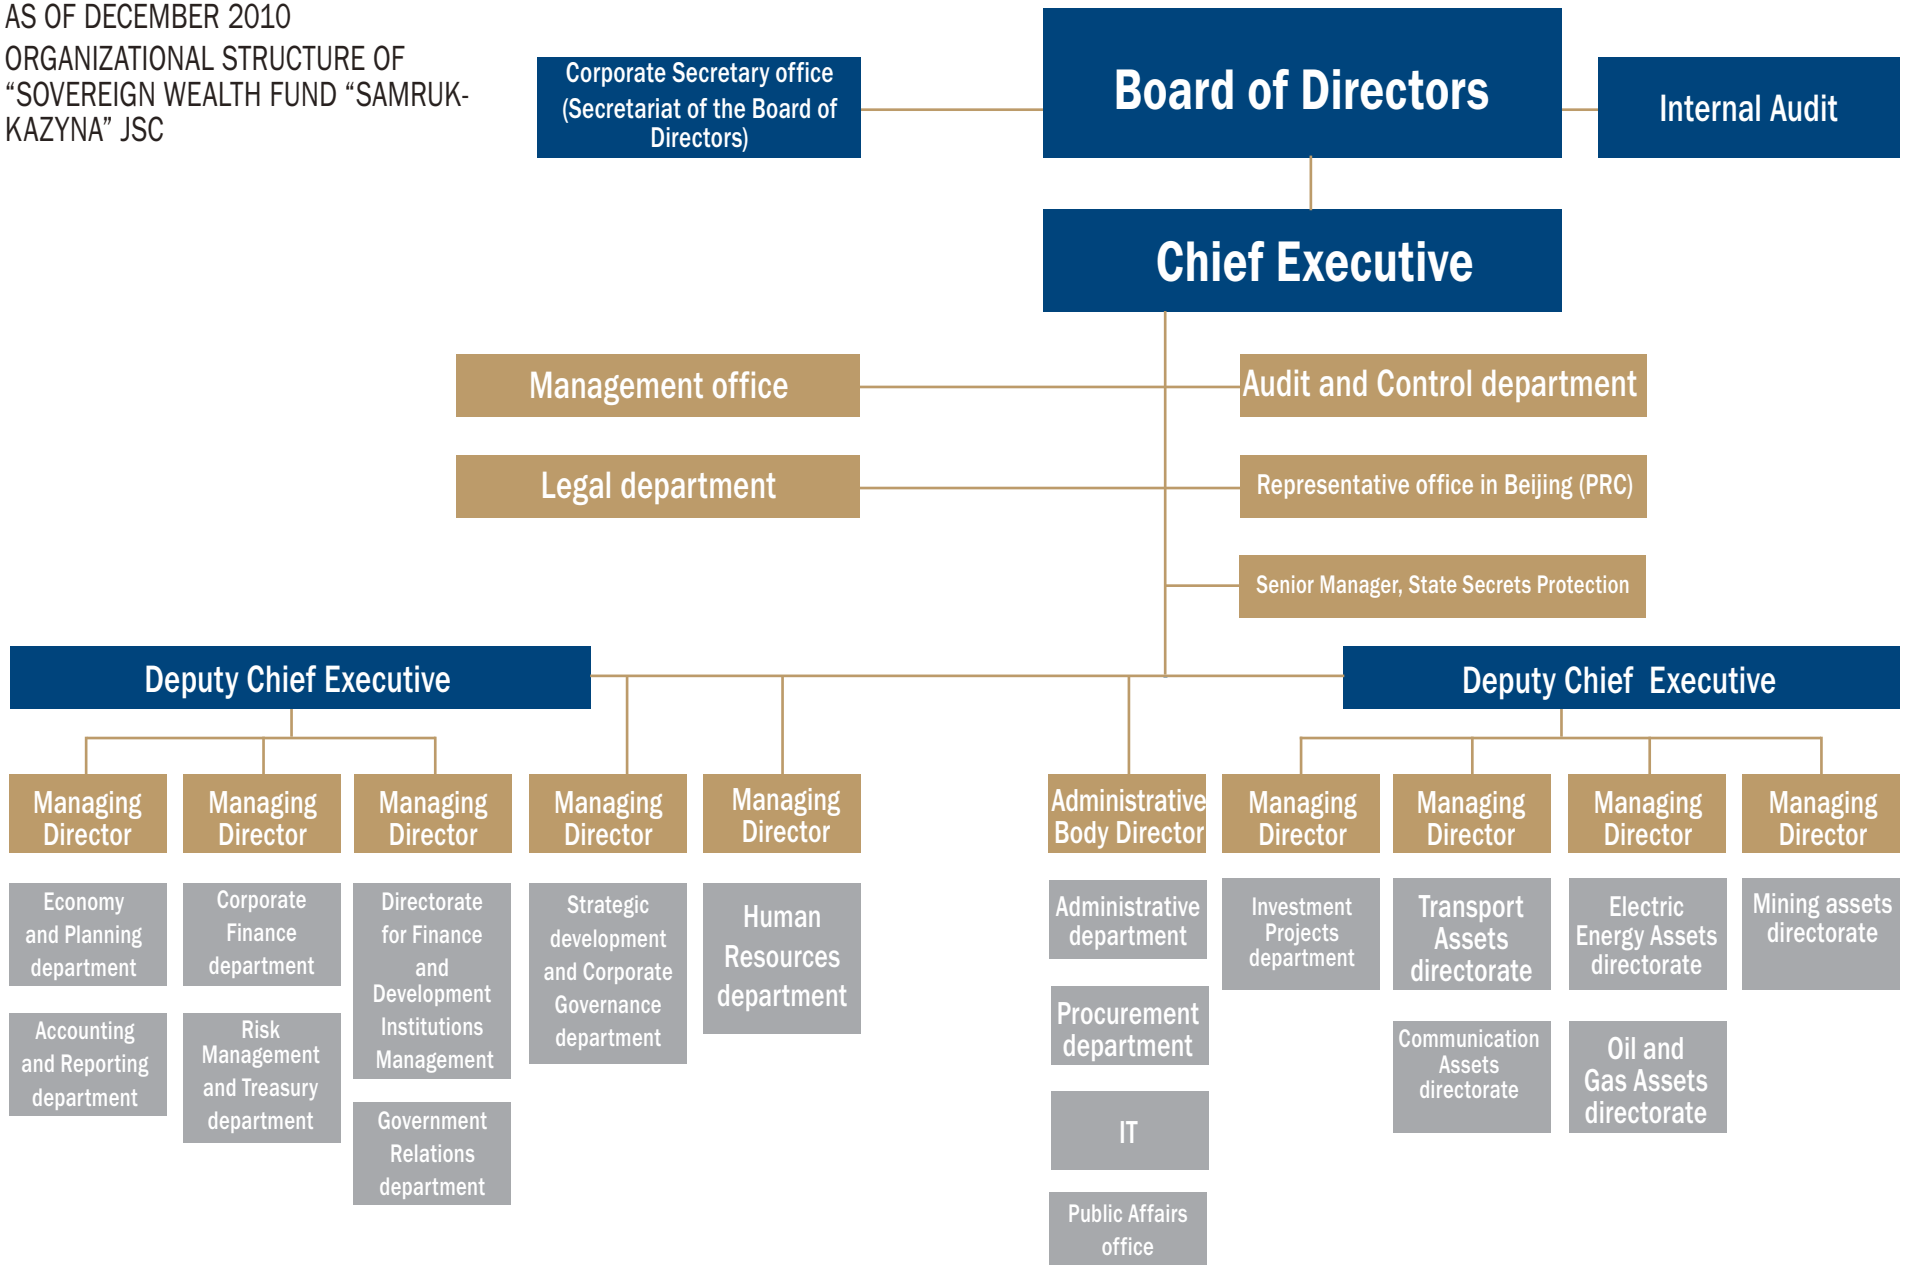 AS OF DECEMBER 2010
ORGANIZATIONAL STRUCTURE OF
“SOVEREIGN WEALTH FUND “SAMRUK-
KAZYNA” JSC
Corporate Secretary office
(Secretariat of the Board of
Directors)
Board of Directors
Internal Audit
Chief Executive
Management office
Audit and Control department
Legal department
Representative office in Beijing (PRC)
Senior Manager, State Secrets Protection
Deputy Chief Executive
Deputy Chief  Executive
Managing
Director
Managing
Director
Managing
Director
Managing
Director
Managing
Director
Administrative
Body Director
Managing
Director
Managing
Director
Managing
Director
Managing
Director
Economy
and Planning
department
Accounting
and Reporting
department
Corporate
Finance
department
Risk
Management
and Treasury
department
Directorate
for Finance
and
Development
Institutions
Management
Government
Relations
department
Strategic
development
and Corporate
Governance
department
Human
Resources
department
Administrative
department
Procurement
department
IT
Public Affairs
office
Investment
Projects
department
Transport
Assets
directorate
Communication
Assets
directorate
Electric
Energy Assets
directorate
Oil and
Gas Assets
directorate
Mining assets
directorate